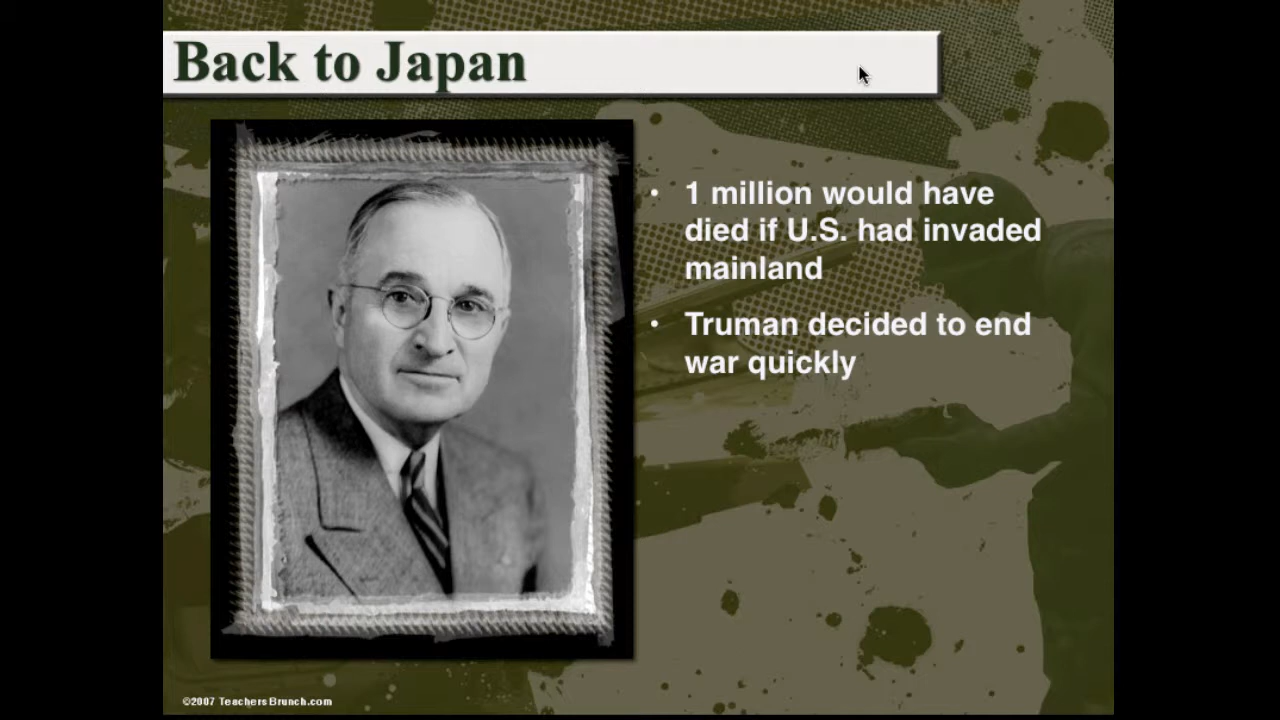 Back to Japan
• 1 million would have
died if U.S. had invaded
mainland
• Truman decided to end
war quickly
©2007 TeachersBrunch.com